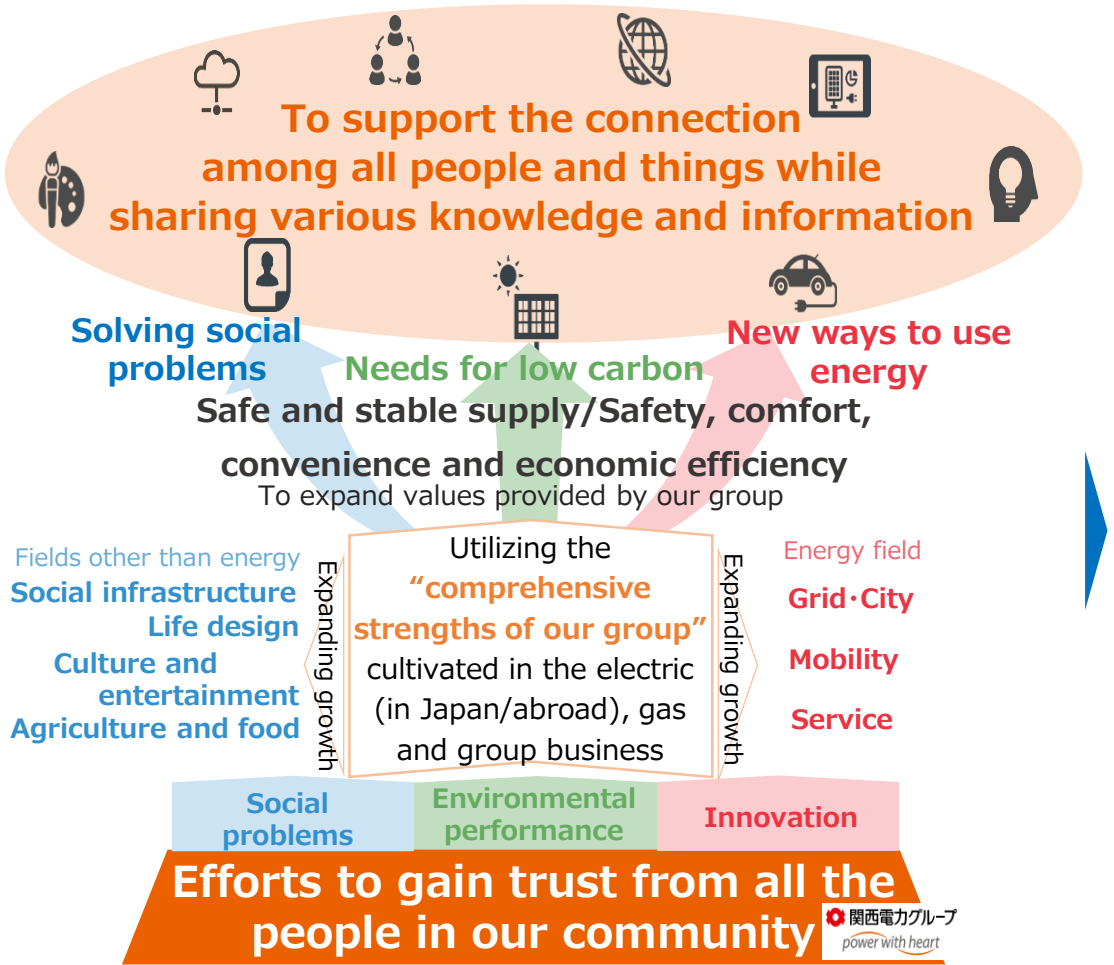 To support the connection
among all people and things while
sharing various knowledge and information
Solving social
problems
Needs for low carbon
New ways to use
energy
Safe and stable supply/Safety, comfort,
convenience and economic efficiency
To expand values provided by our group
Fields other than energy
Social infrastructure
Life design
Culture and
entertainment
Agriculture and food
Expanding growth
Utilizing the
“comprehensive
strengths of our group”
cultivated in the electric
(in Japan/abroad), gas
and group business
Expanding growth
Energy field
Grid･City
Mobility
Service
Social
problems
Environmental
performance
Innovation
Efforts to gain trust from all the
people in our community
関西電力グループ
power with heart